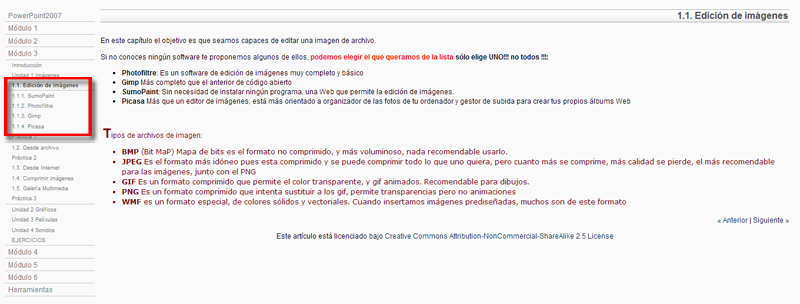 PowerPoint2007
Módulo 1
Módulo 2
Módulo 3
Introducción
Unidad 1 Imágenes
1.1. Edición de imágenes
1.1.1. SumoPaint
1.1.2. Photofiltre
1.1.3. Gimp
1.1.4. Picasa
Práctica 1
1.2. Desde archivo
Práctica 2
1.3. Desde Internet
1.4. Comprimir imágenes
1.5. Galería Multimedia
Práctica 3
Unidad 2 Gráficos
Unidad 3 Películas
Unidad 4 Sonidos
EJERCICIOS
Módulo 4
Módulo 5
Módulo 6
Herramientas
1.1. Edición de imágenes
En este capítulo el objetivo es que seamos capaces de editar una imagen de archivo.
Si no conoces ningún software te proponemos algunos de ellos, podemos elegir el que queramos de la lista sólo elige UNO!!! no todos !!!:
Photofiltre: Es un software de edición de imágenes muy completo y básico
Gimp Más completo que el anterior de código abierto
SumoPaint: Sin necesidad de instalar ningún programa, una Web que permite la edición de imágenes.
Picasa Más que un editor de imágenes, está más orientado a organizador de las fotos de tu ordenador y gestor de subida para crear tus propios álbums Web
Tipos de archivos de imagen:
BMP (Bit MaP) Mapa de bits es el formato no comprimido, y más voluminoso, nada recomendable usarlo.
JPEG Es el formato más idóneo pues esta comprimido y se puede comprimir todo lo que uno quiera, pero cuanto más se comprime, más calidad se pierde, el más recomendable
para las imágenes, junto con el PNG
GIF Es un formato comprimido que permite el color transparente, y gif animados. Recomendable para dibujos.
PNG Es un formato comprimido que intenta sustituir a los gif, permite transparencias pero no animaciones
WMF es un formato especial, de colores sólidos y vectoriales. Cuando insertamos imágenes prediseñadas, muchos son de este formato
« Anterior | Siguiente »
Este artículo está licenciado bajo Creative Commons Attribution-NonCommercial-ShareAlike 2.5 License